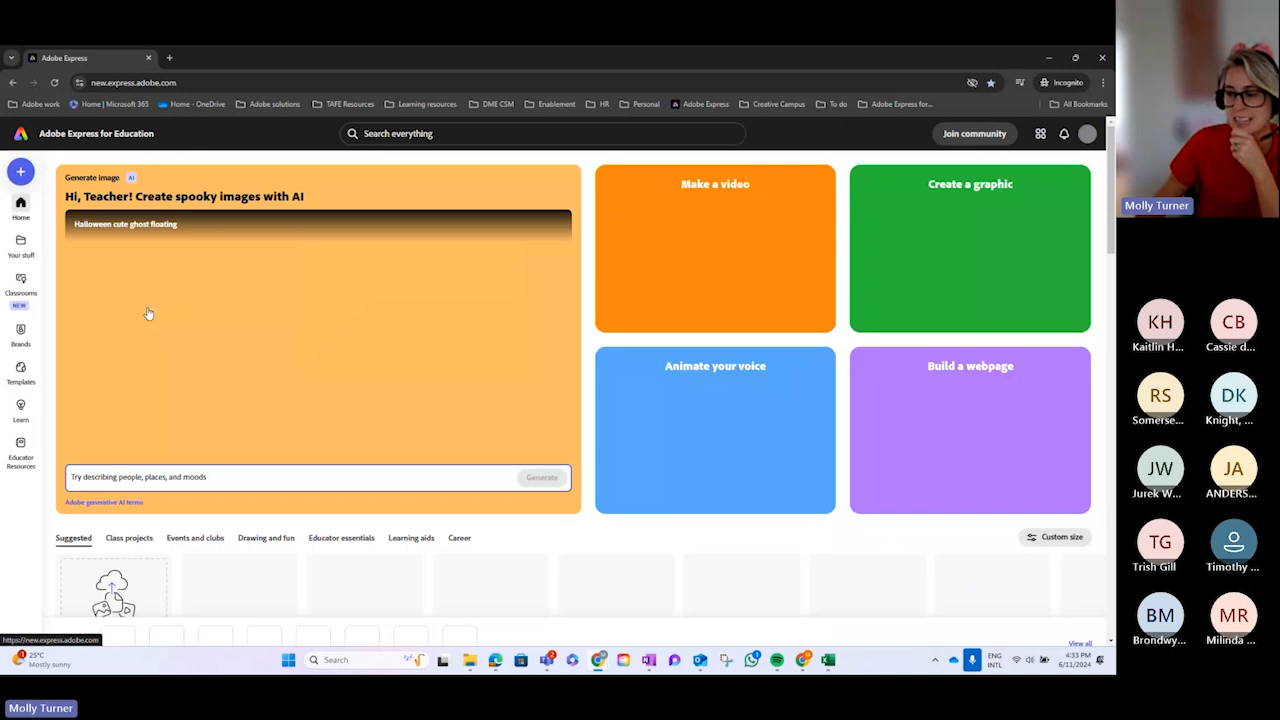 Adobe Express
new.express.adobe.com
Incognito
Adobe work
Home | Microsoft 365
Home - OneDrive
Adobe solutions
TAFE Resources
Learning resources
DME CSM
Enablement
HR
Personal
Adobe Express
Creative Campus
To do
Adobe Express for...
All Bookmarks
Adobe Express for Education
Search everything
Join community
Home
Your stuff
Classrooms
NEW
Brands
Templates
Learn
Educator
Resources
Generate image AI
Hi, Teacher! Create spooky images with AI
Halloween cute ghost floating
Try describing people, places, and moods
Generate
Adobe generative AI terms
Make a video
Create a graphic
Animate your voice
Build a webpage
Suggested
Class projects
Events and clubs
Drawing and fun
Educator essentials
Learning aids
Career
Custom size
View all
https://new.express.adobe.com
25°C
Mostly sunny
Search
ENG
INTL
4:33 PM
6/11/2024
Molly Turner
KH
Kaitlin H...
CB
Cassie d...
RS
Somerse...
DK
Knight, ...
JW
Jurek W...
JA
ANDERS...
TG
Trish Gill
Timothy ...
BM
Brondwy...
MR
Milinda ...
Molly Turner